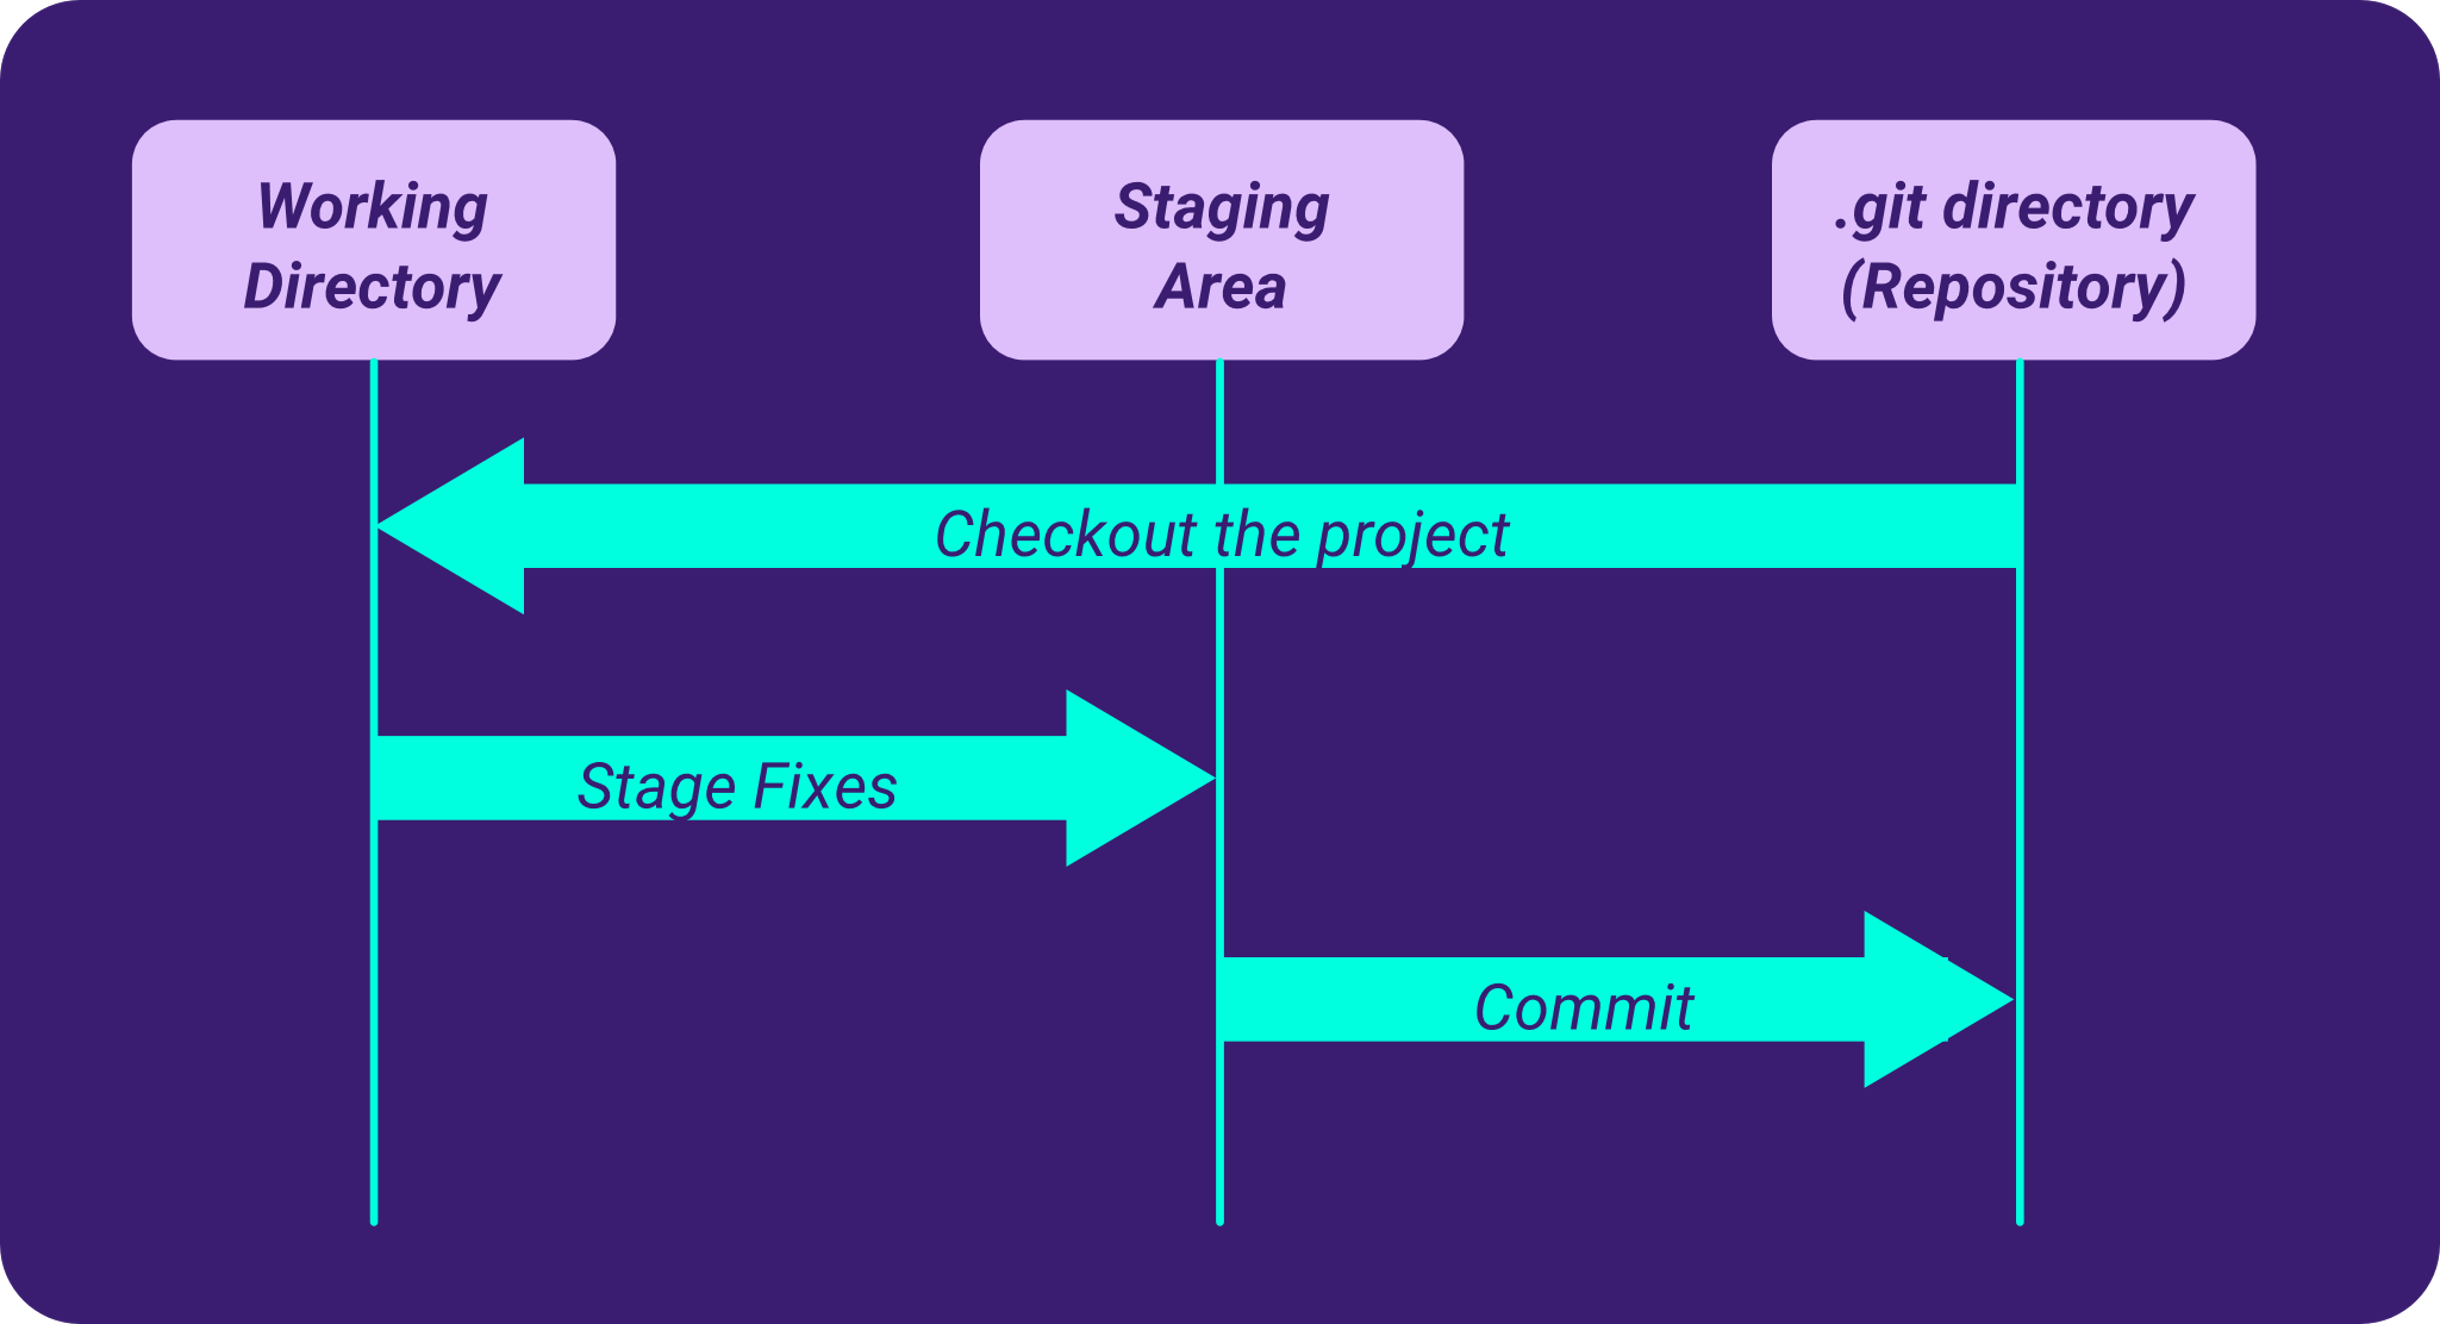 Working
Directory
Staging
Area
.git directory
(Repository)
Checkout the project
Stage Fixes
Commit